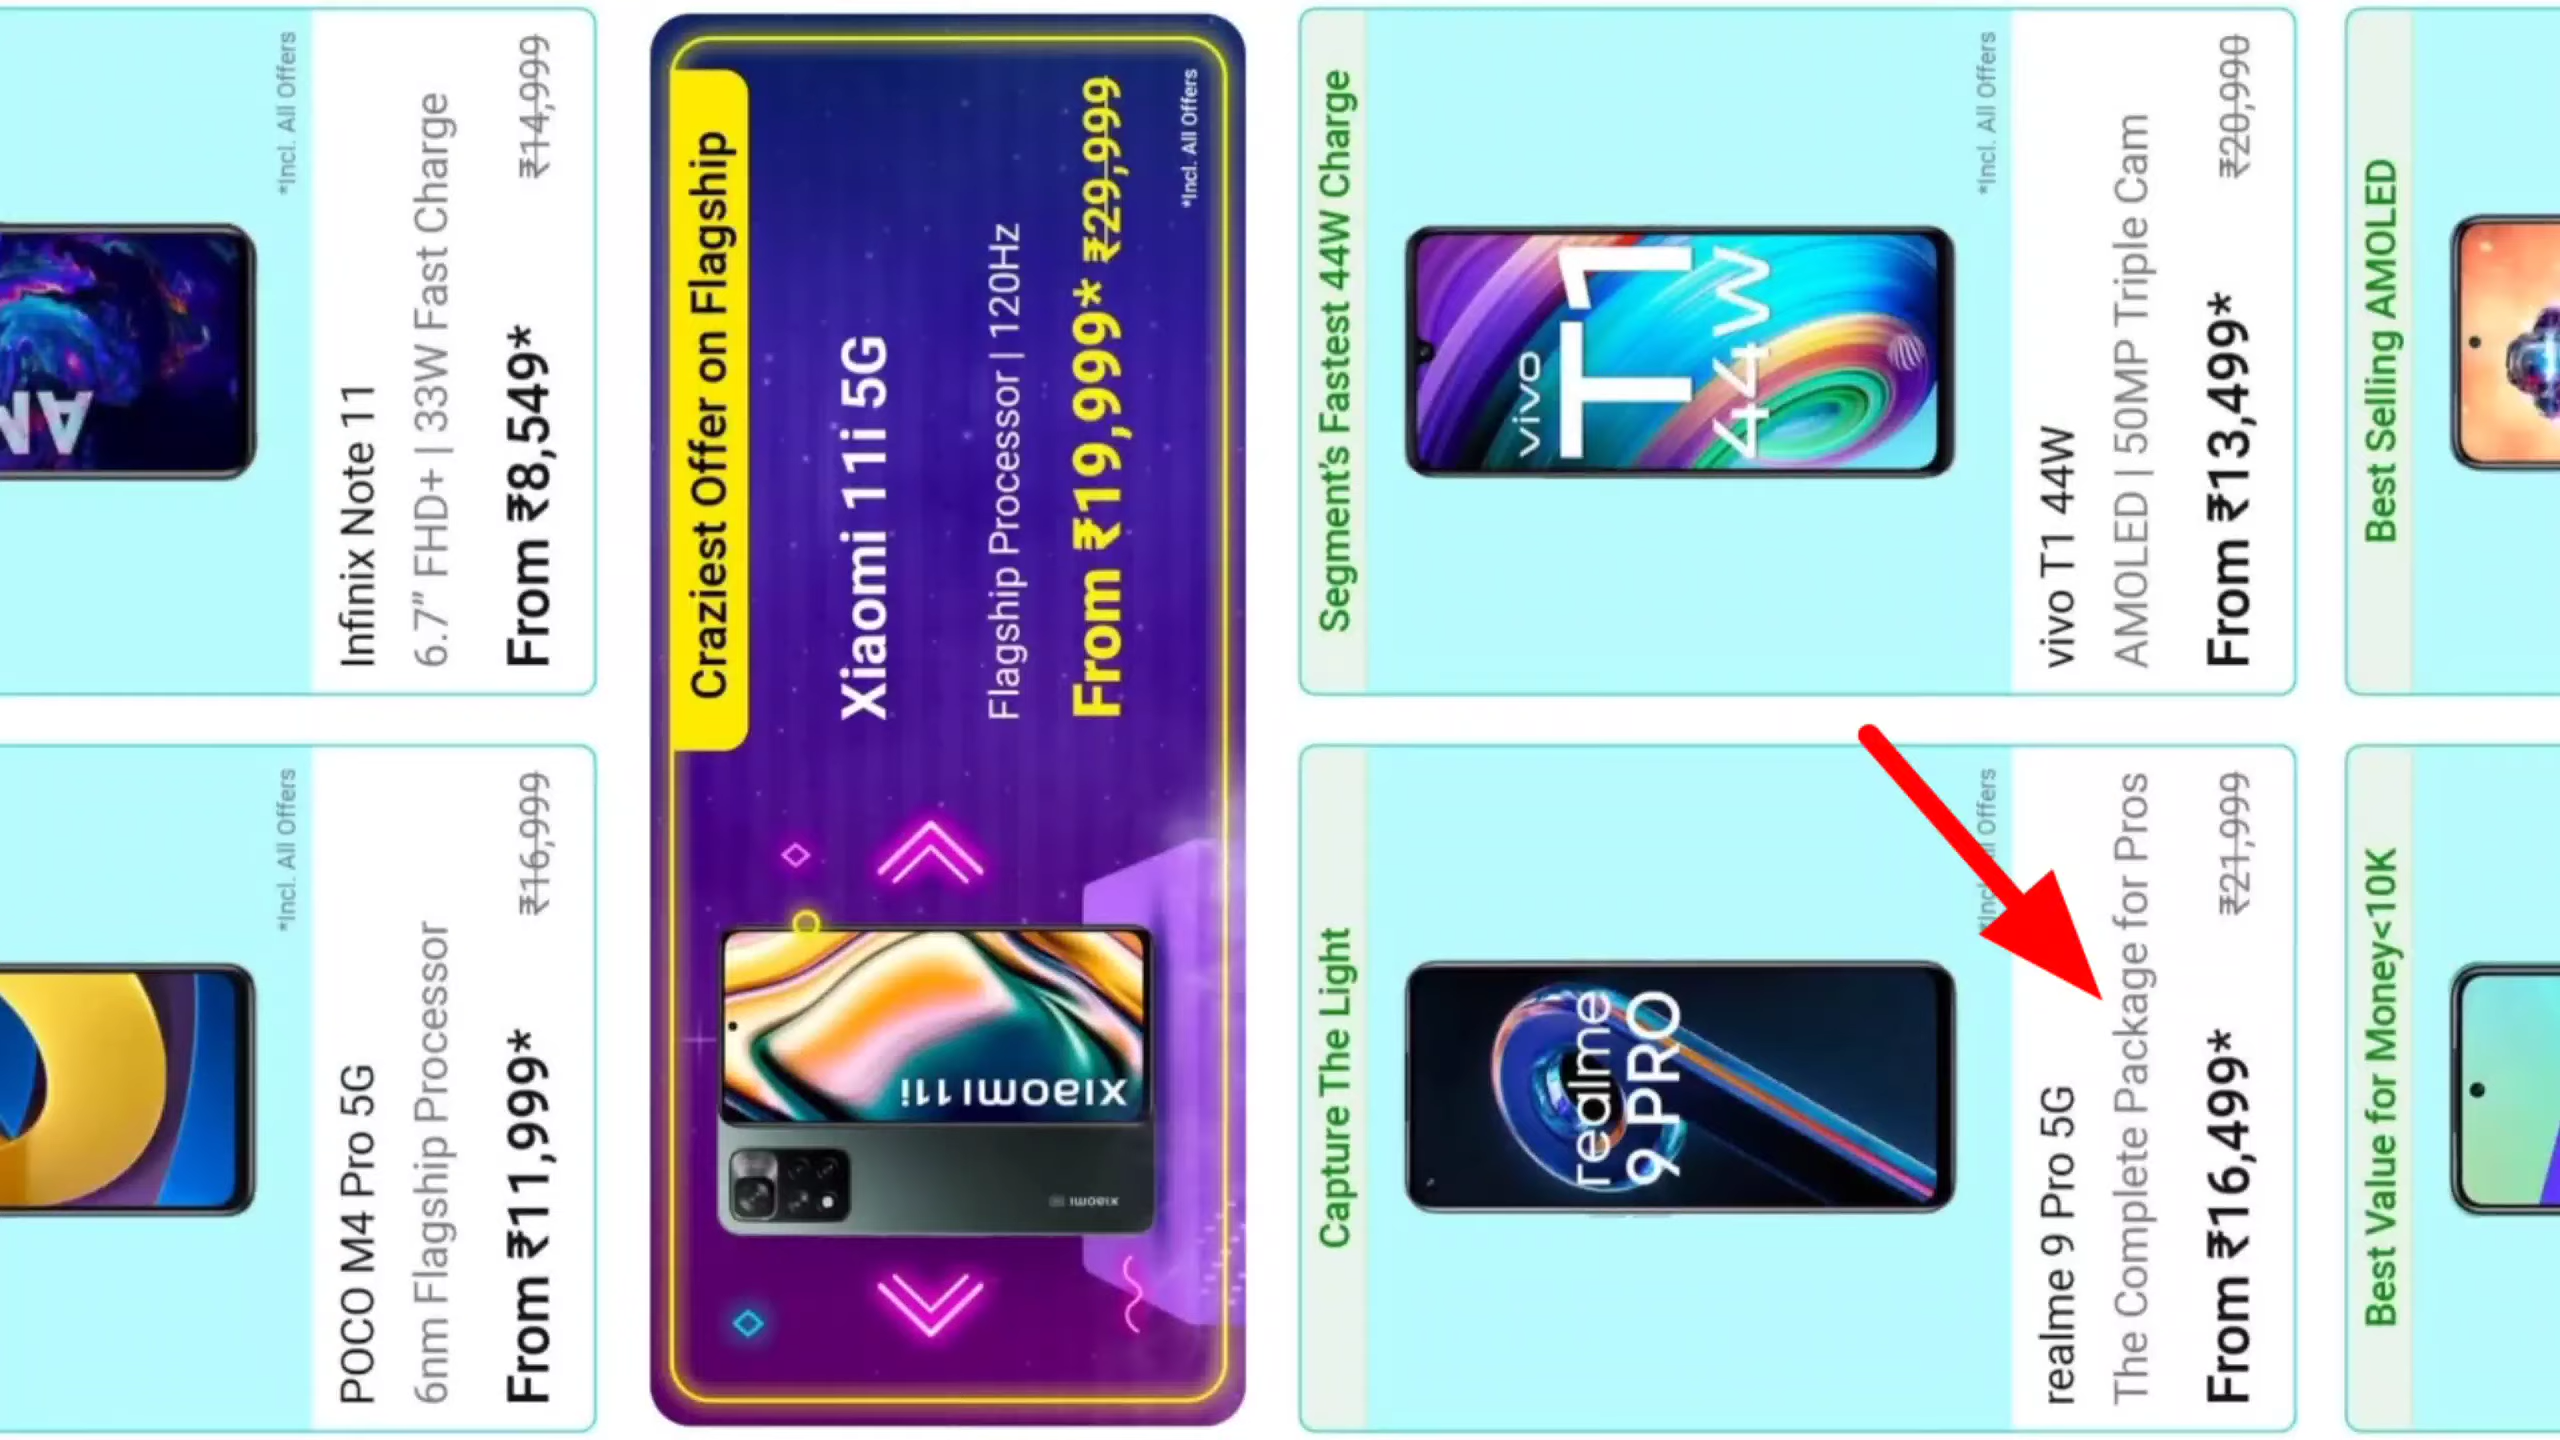 *Incl. All Offers
POCO M4 Pro 5G
6nm Flagship Processor
From ₹11,999* ₹16,999
*Incl. All Offers
Infinix Note 11
6.7” FHD+ | 33W Fast Charge
From ₹8,549* ₹14,999
Craziest Offer on Flagship
Xiaomi 11i 5G
Flagship Processor | 120Hz
From ₹19,999* ₹29,999
*Incl. All Offers
XIAOMI 11i
XIAOMI
Capture The Light
realme
9 PRO
*Incl. All Offers
realme 9 Pro 5G
The Complete Package for Pros
From ₹16,499* ₹21,999
Segment's Fastest 44W Charge
vivo
T1
44W
*Incl. All Offers
vivo T1 44W
AMOLED | 50MP Triple Cam
From ₹13,499* ₹20,990
Best Value for Money<10K
Best Selling AMOLED